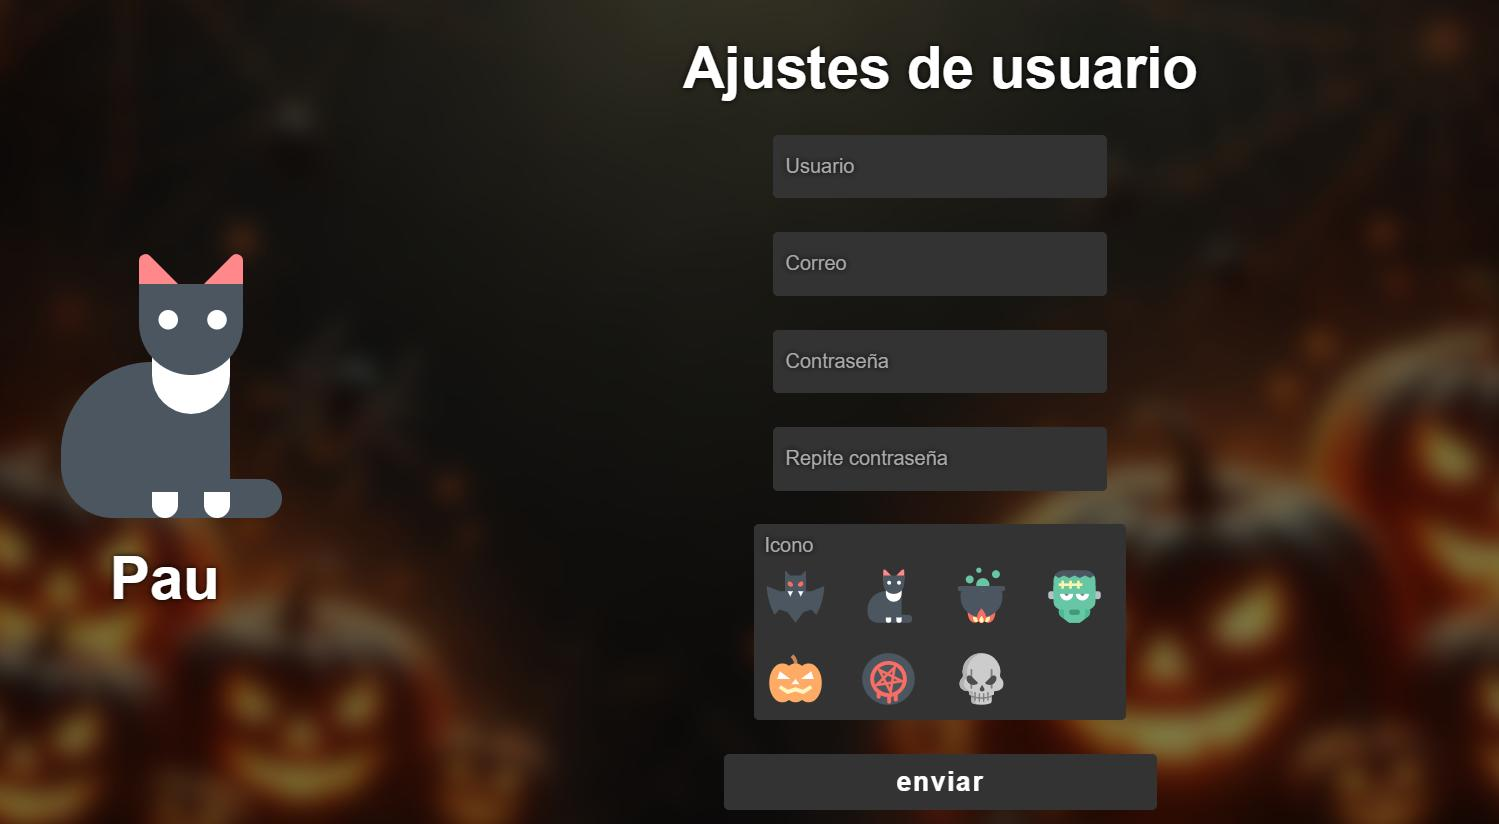 Ajustes de usuario
Usuario
Correo
Contraseña
Repite contraseña
Icono
Pau
enviar